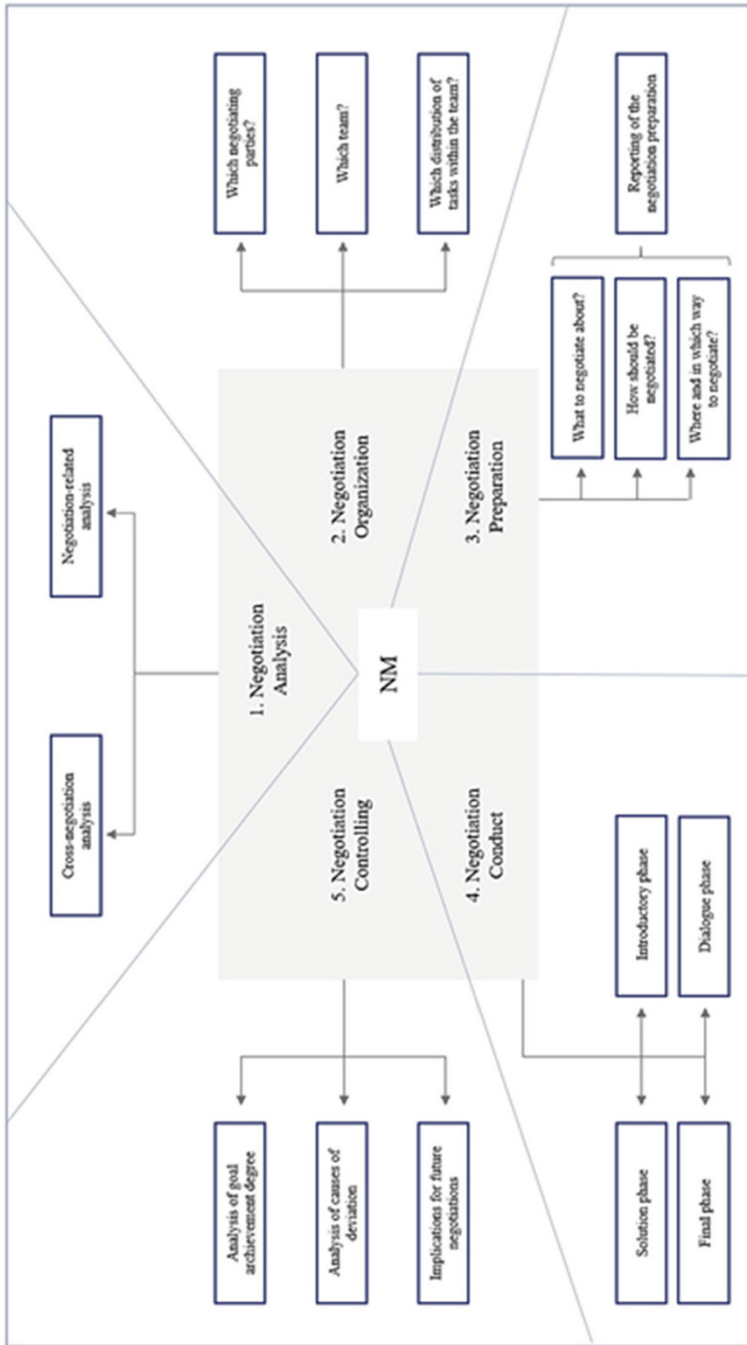 Cross-negotiation
analysis
Negotiation-related
analysis
1. Negotiation
Analysis
2. Negotiation
Organization
Which negotiating
parties?
Which team?
Which distribution of
tasks within the team?
3. Negotiation
Preparation
What to negotiate about?
How should be
negotiated?
Where and in which way
to negotiate?
Reporting of the
negotiation preparation
4. Negotiation
Conduct
Introductory phase
Dialogue phase
Solution phase
Final phase
5. Negotiation
Controlling
Analysis of goal
archievement degree
Analysis of causes of
deviation
Implications for future
negotiations
NM